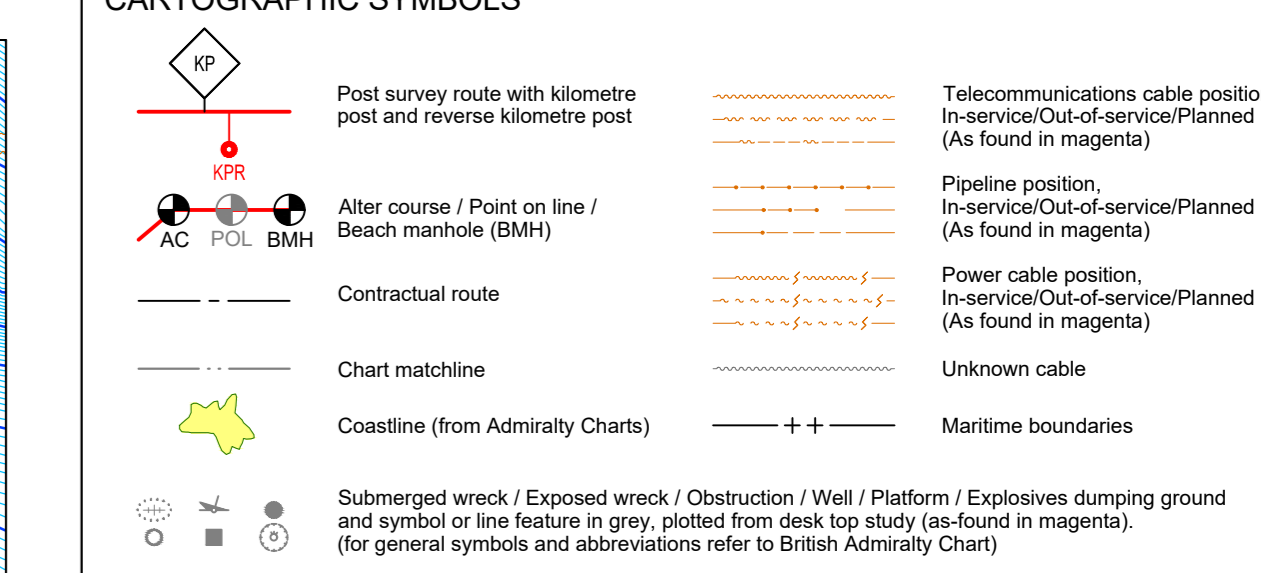 CARTOGRAPHIC SYMBOLS
KP
KPR
Post survey route with kilometre
post and reverse kilometre post
AC POL BMH
Alter course / Point on line /
Beach manhole (BMH)
Contractual route
Chart matchline
Coastline (from Admiralty Charts)
Telecommunications cable positio
In-service/Out-of-service/Planned
(As found in magenta)
Pipeline position,
In-service/Out-of-service/Planned
(As found in magenta)
Power cable position,
In-service/Out-of-service/Planned
(As found in magenta)
Unknown cable
Maritime boundaries
Submerged wreck / Exposed wreck / Obstruction / Well / Platform / Explosives dumping ground
and symbol or line feature in grey, plotted from desk top study (as-found in magenta).
(for general symbols and abbreviations refer to British Admiralty Chart)